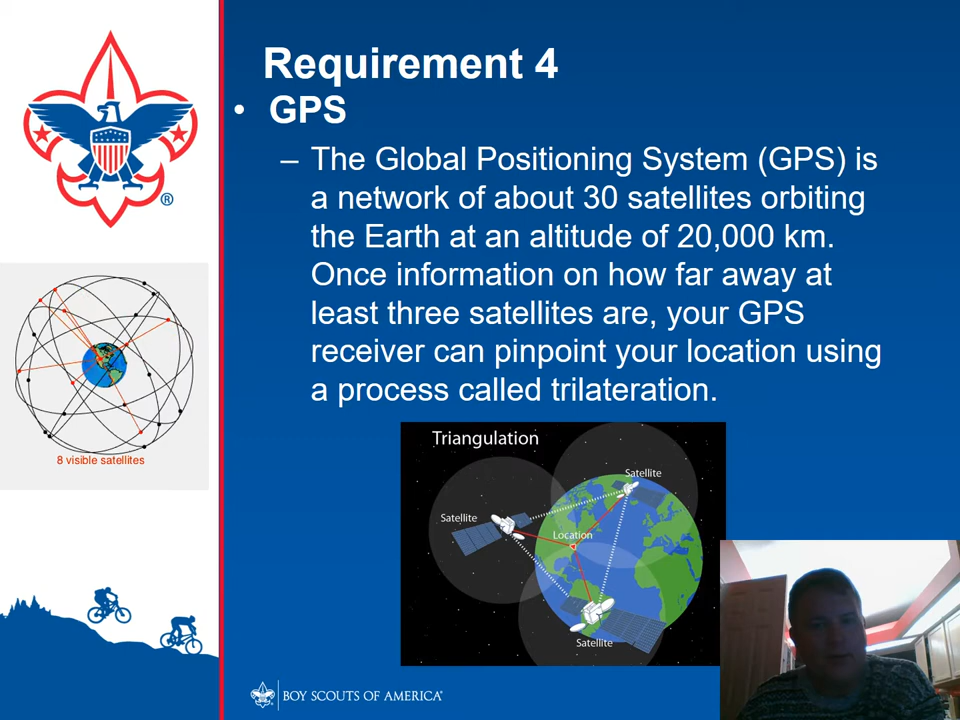 Requirement 4
• GPS
– The Global Positioning System (GPS) is
a network of about 30 satellites orbiting
the Earth at an altitude of 20,000 km.
Once information on how far away at
least three satellites are, your GPS
receiver can pinpoint your location using
a process called trilateration.
®
8 visible satellites
Triangulation
Satellite
Satellite
Location
Satellite
BOY SCOUTS OF AMERICA®